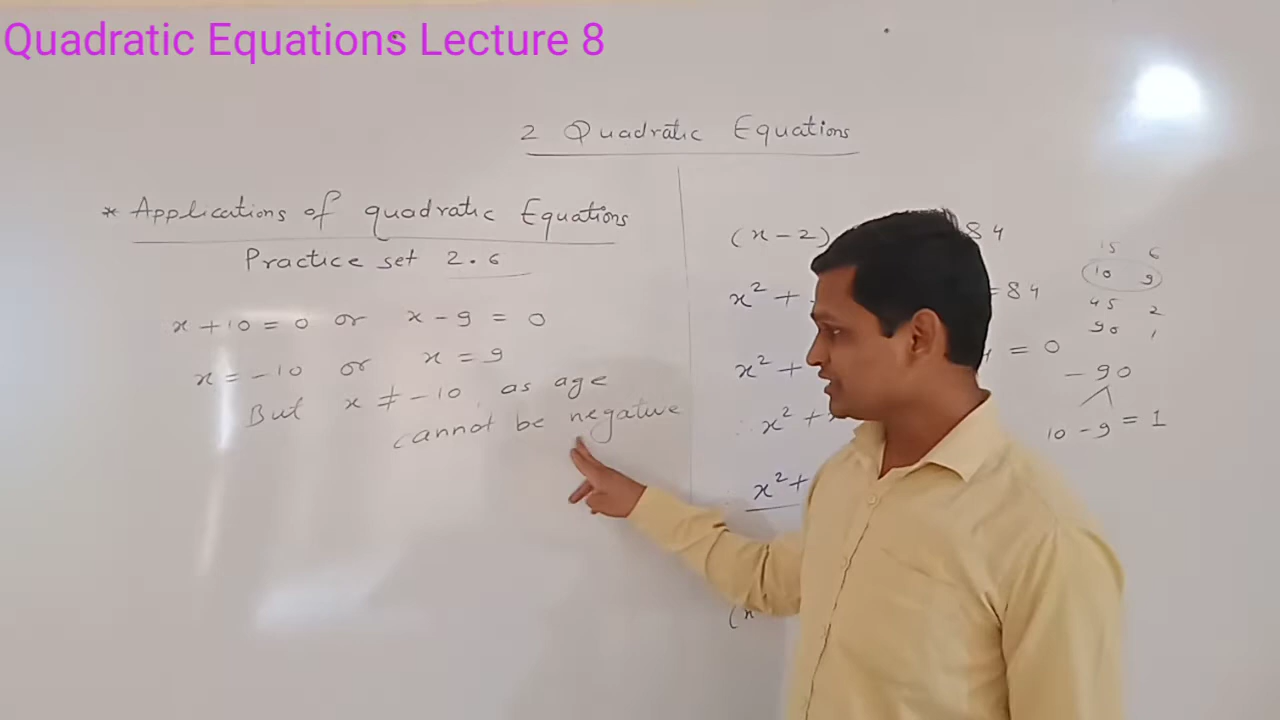 Quadratic Equations Lecture 8
2 Quadratic Equations
* Applications of quadratic Equations
Practice set 2.6
x + 10 = 0 or x - 9 = 0
x = -10 or x = 9
But x ≠ -10, as age
cannot be negative
(x - 2) 84
x² + = 84
x² + 4 = 0
∴ x² + x
x² +
(x
15 6
10 9
45 2
90 1
- 90
10 - 9 = 1